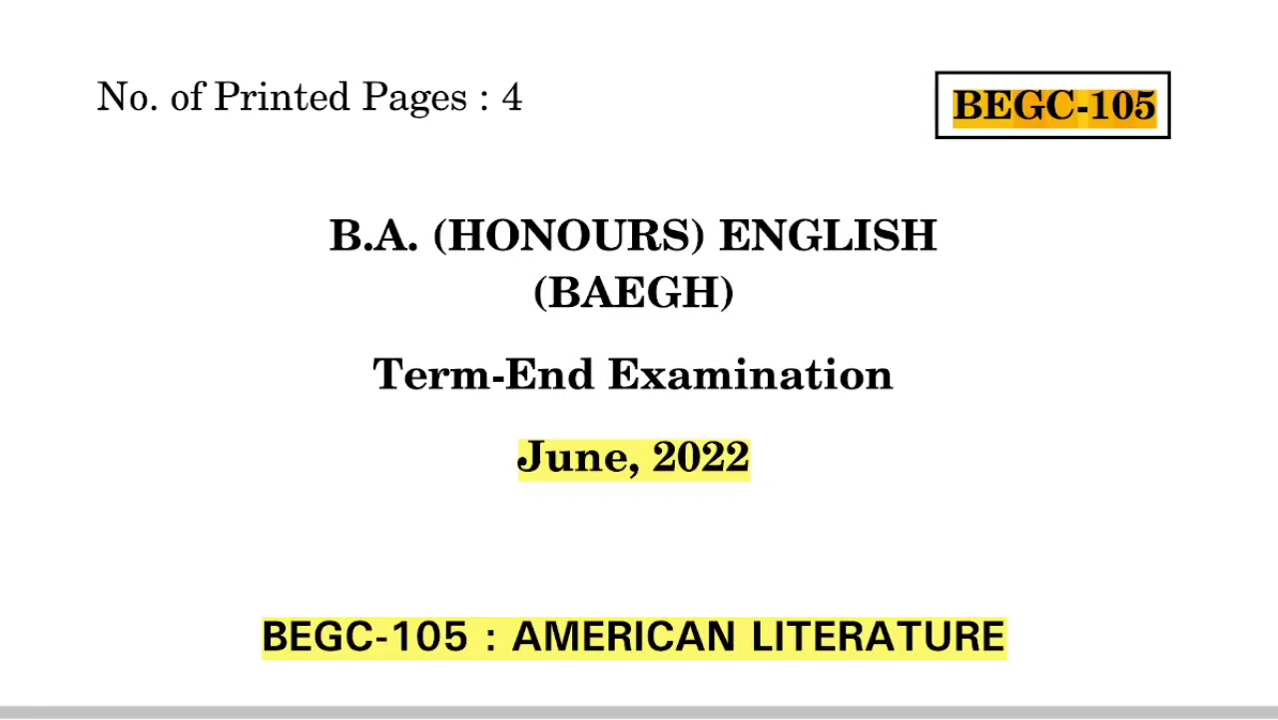 No. of Printed Pages : 4
BEGC-105
B.A. (HONOURS) ENGLISH
(BAEGH)
Term-End Examination
June, 2022
BEGC-105 : AMERICAN LITERATURE